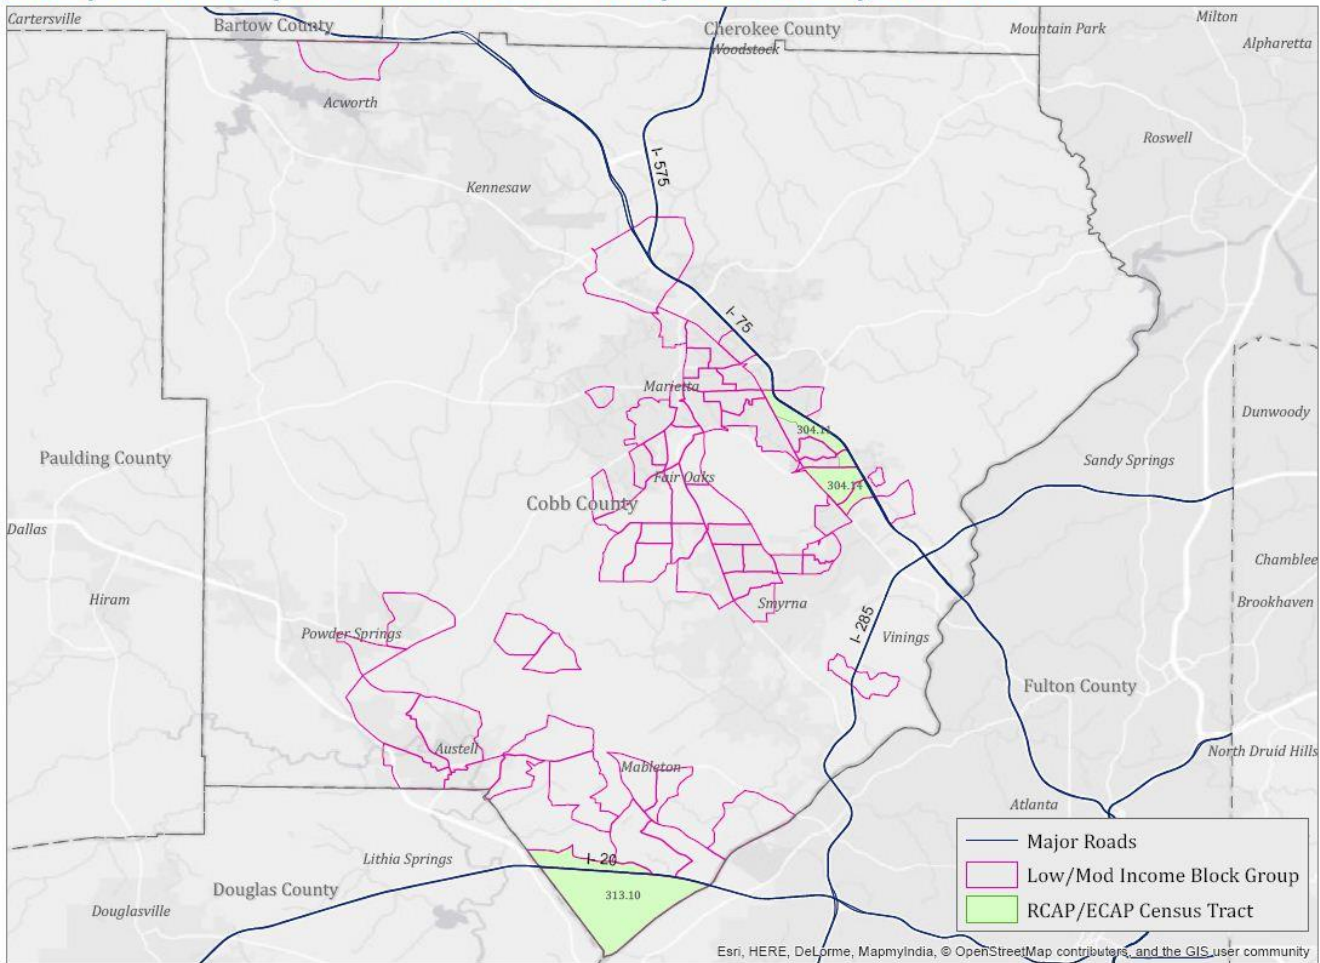 Cartersville
Bartow County
Cherokee County
Woodstock
Mountain Park
Milton
Alpharetta
Acworth
Roswell
I- 575
Kennesaw
I- 75
Marietta
Dunwoody
304.11
Paulding County
Sandy Springs
Fair Oaks
304.14
Cobb County
Dallas
Chamblee
Hiram
Brookhaven
Smyrna
I- 285
Powder Springs
Vinings
Fulton County
Austell
North Druid Hills
Mableton
Atlanta
Major Roads
Lithia Springs
I- 20
Low/Mod Income Block Group
Douglas County
313.10
Douglasville
RCAP/ECAP Census Tract
Esri, HERE, DeLorme, MapmyIndia, © OpenStreetMap contributors, and the GIS user community